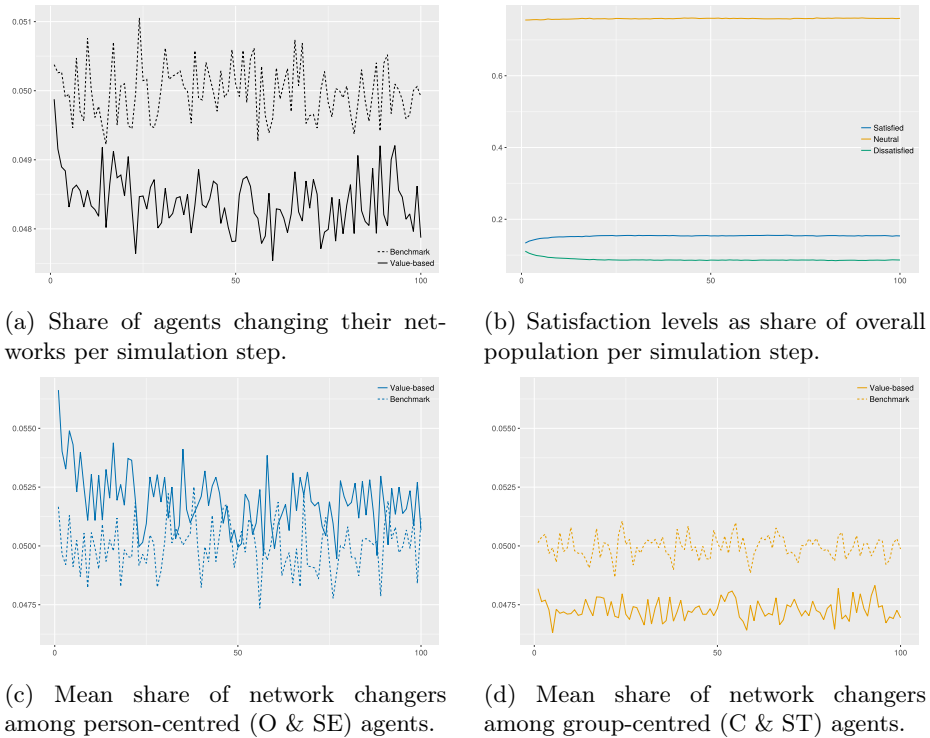 0.051
0.050
0.049
0.048
Benchmark
Value-based
0
50
100
0.6
0.4
0.2
Satisfied
Neutral
Dissatisfied
0
50
100
(a) Share of agents changing their net-
works per simulation step.
(b) Satisfaction levels as share of overall
population per simulation step.
Value-based
Benchmark
0.0550
0.0525
0.0500
0.0475
0
50
100
Value-based
Benchmark
0.0550
0.0525
0.0500
0.0475
0
50
100
(c) Mean share of network changers
among person-centred (O & SE) agents.
(d) Mean share of network changers
among group-centred (C & ST) agents.